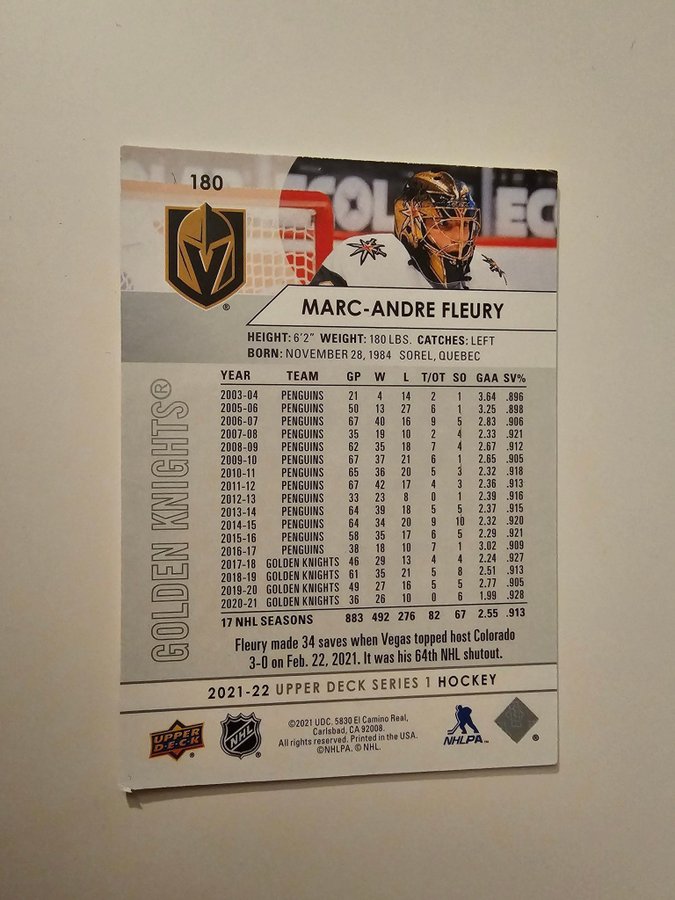 180
COLOR
ECOL
EC
®
MARC-ANDRE FLEURY
HEIGHT: 6'2" WEIGHT: 180 LBS. CATCHES: LEFT
BORN: NOVEMBER 28, 1984 SOREL, QUEBEC
GOLDEN KNIGHTS®
YEAR TEAM GP W L T/OT SO GAA SV%
2003-04 PENGUINS 21 4 14 2 1 3.64 .896
2005-06 PENGUINS 50 13 27 6 1 3.25 .898
2006-07 PENGUINS 67 40 16 9 5 2.83 .906
2007-08 PENGUINS 35 19 10 2 4 2.33 .921
2008-09 PENGUINS 62 35 18 7 4 2.67 .912
2009-10 PENGUINS 67 37 21 6 1 2.65 .905
2010-11 PENGUINS 65 36 20 5 3 2.32 .918
2011-12 PENGUINS 67 42 17 4 3 2.36 .913
2012-13 PENGUINS 33 23 8 0 1 2.39 .916
2013-14 PENGUINS 64 39 18 5 5 2.37 .915
2014-15 PENGUINS 64 34 20 9 10 2.32 .920
2015-16 PENGUINS 58 35 17 6 5 2.29 .921
2016-17 PENGUINS 38 18 10 7 1 3.02 .909
2017-18 GOLDEN KNIGHTS 46 29 13 4 4 2.24 .927
2018-19 GOLDEN KNIGHTS 61 35 21 5 8 2.51 .913
2019-20 GOLDEN KNIGHTS 49 27 16 5 5 2.77 .905
2020-21 GOLDEN KNIGHTS 36 26 10 0 6 1.99 .928
17 NHL SEASONS 883 492 276 82 67 2.55 .913
Fleury made 34 saves when Vegas topped host Colorado
3-0 on Feb. 22, 2021. It was his 64th NHL shutout.
2021-22 UPPER DECK SERIES 1 HOCKEY
UPPER DECK ®
NHL ®
©2021 UDC. 5830 El Camino Real,
Carlsbad, CA 92008.
All rights reserved. Printed in the USA.
©NHLPA. © NHL.
NHLPA™
®